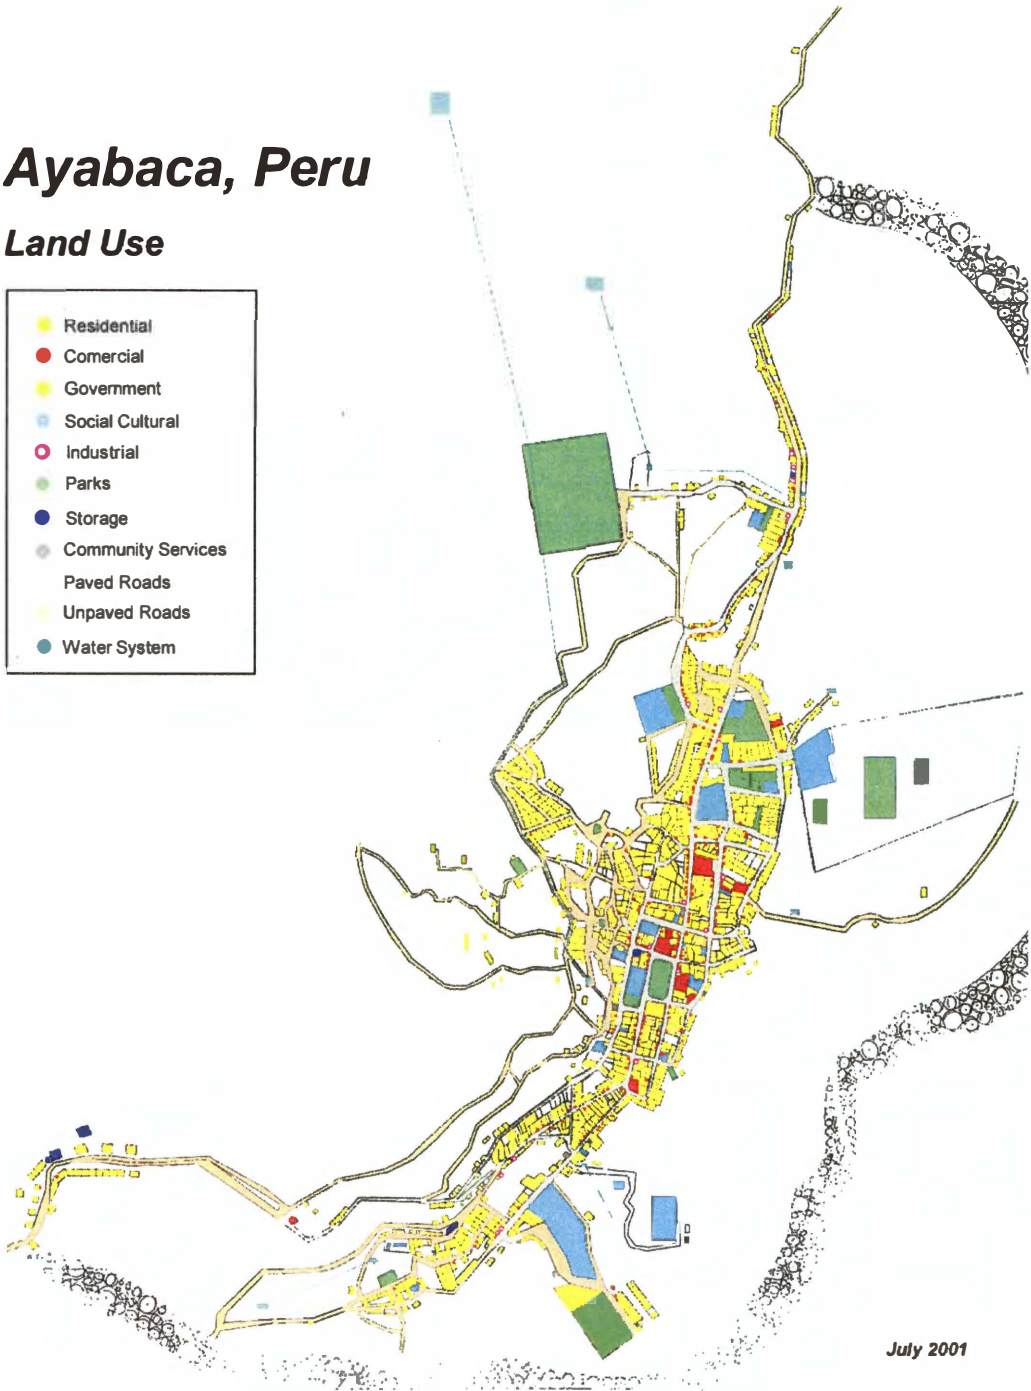 Ayabaca, Peru
Land Use
Residential
Comercial
Government
Social Cultural
Industrial
Parks
Storage
Community Services
Paved Roads
Unpaved Roads
Water System
July 2001